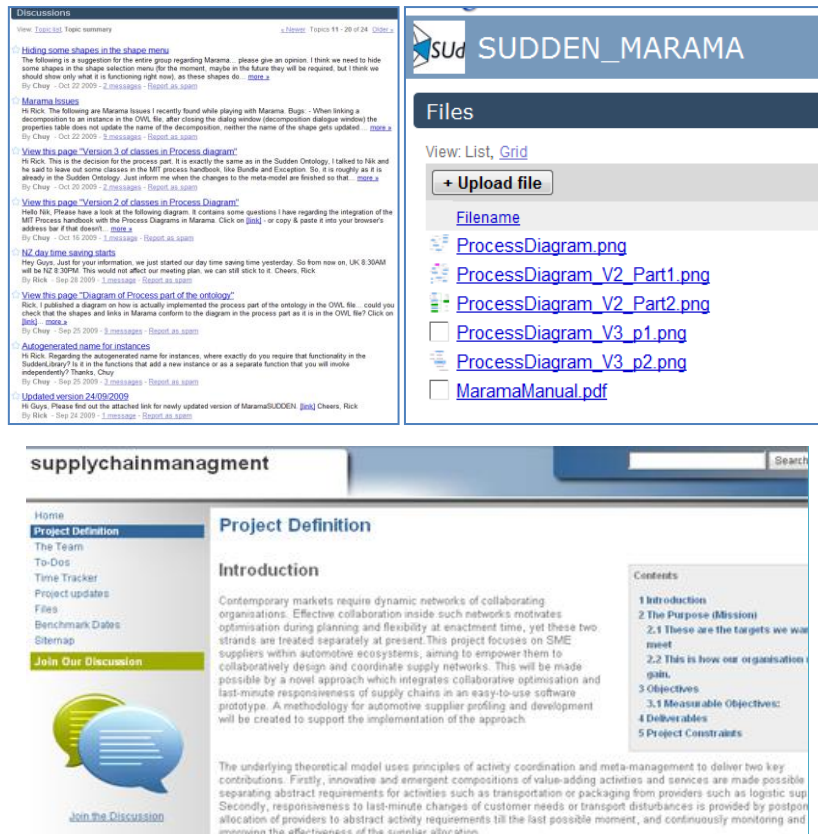 Discussions
View: Topic list, Topic summary
« Newer Topics 11 - 20 of 24 Older »
Hiding some shapes in the shape menu
The following is a suggestion for the entire group regarding Marama... please give an opinion. I think we need to hide
some shapes in the shape selection menu (for the moment, maybe in the future they will be required, but I think we
should show only what it is functioning right now), as these shapes do... more »
By Chuy - Oct 22 2009 - 2 messages - Report as spam
Marama Issues
Hi Rick. The following are Marama Issues I recently found while playing with Marama. Bugs: - When linking a
decomposition to an instance in the OWL file, after closing the dialog window (decomposition dialogue window) the
properties table does not update the name of the decomposition, neither the name of the shape gets updated... more »
By Chuy - Oct 22 2009 - 9 messages - Report as spam
View this page "Version 3 of classes in Process diagram"
Hi Rick. This is the decision for the process part. It is exactly the same as in the Sudden Ontology, I talked to Nik and
he said to leave out some classes in the MIT process handbook, like Bundle and Exception. So, it is roughly as it is
already in the Sudden Ontology. Just inform me when the changes to the meta-model are finished so that... more »
By Chuy - Oct 20 2009 - 2 messages - Report as spam
View this page "Version 2 of classes in Process Diagram"
Hello Nik, Please have a look at the following diagram. It contains some questions I have regarding the integration of the
MIT Process handbook with the Process Diagrams in Marama. Click on [link] - or copy & paste it into your browser's
address bar if that doesn't... more »
By Chuy - Oct 16 2009 - 1 message - Report as spam
NZ day time saving starts
Hey Guys, Just for your information, we just started our day time saving time yesterday. So from now on, UK 8:30AM
will be NZ 8:30PM. This would not affect our meeting plan, we can still stick to it. Cheers, Rick
By Rick - Sep 28 2009 - 1 message - Report as spam
View this page "Diagram of Process part of the ontology"
Rick, I published a diagram on how is actually implemented the process part of the ontology in the OWL file... could you
check that the shapes and links in Marama conform to the diagram in the process part as it is in the OWL file? Click on
[link]... more »
By Chuy - Sep 25 2009 - 3 messages - Report as spam
Autogenerated name for instances
Hi Rick. Regarding the autogenerated name for instances, where exactly do you require that functionality in the
SuddenLibrary? Is it in the functions that add a new instance or as a separate function that you will invoke
independently? Thanks, Chuy
By Chuy - Sep 25 2009 - 3 messages - Report as spam
Updated version 24/09/2009
Hi Guys, Please find out the attached link for newly updated version of MaramaSUDDEN. [link] Cheers, Rick
By Rick - Sep 24 2009 - 1 message - Report as spam
SUd SUDDEN_MARAMA
Files
View: List, Grid
+ Upload file
Filename
ProcessDiagram.png
ProcessDiagram_V2_Part1.png
ProcessDiagram_V2_Part2.png
ProcessDiagram_V3_p1.png
ProcessDiagram_V3_p2.png
MaramaManual.pdf
supplychainmanagment
Search
Home
Project Definition
The Team
To-Dos
Time Tracker
Project updates
Files
Benchmark Dates
Sitemap
Join Our Discussion
Join the Discussion
Project Definition
Introduction
Contemporary markets require dynamic networks of collaborating
organisations. Effective collaboration inside such networks motivates
optimisation during planning and flexibility at enactment time, yet these two
strands are treated separately at present.This project focuses on SME
suppliers within automotive ecosystems, aiming to empower them to
collaboratively design and coordinate supply networks. This will be made
possible by a novel approach which integrates collaborative optimisation and
last-minute responsiveness of supply chains in an easy-to-use software
prototype. A methodology for automotive supplier profiling and development
will be created to support the implementation of the approach.
Contents
1 Introduction
2 The Purpose (Mission)
2.1 These are the targets we wan
meet
2.2 This is how our organisation
gain.
3 Objectives
3.1 Measurable Objectives:
4 Deliverables
5 Project Constraints
The underlying theoretical model uses principles of activity coordination and meta-management to deliver two key
contributions. Firstly, innovative and emergent compositions of value-adding activities and services are made possible
separating abstract requirements for activities such as transportation or packaging from providers such as logistic sup
Secondly, responsiveness to last-minute changes of customer needs or transport disturbances is provided by postpon
allocation of providers to abstract activity requirements till the last possible moment, and continuously monitoring and
improving the effectiveness of the supplier allocation.